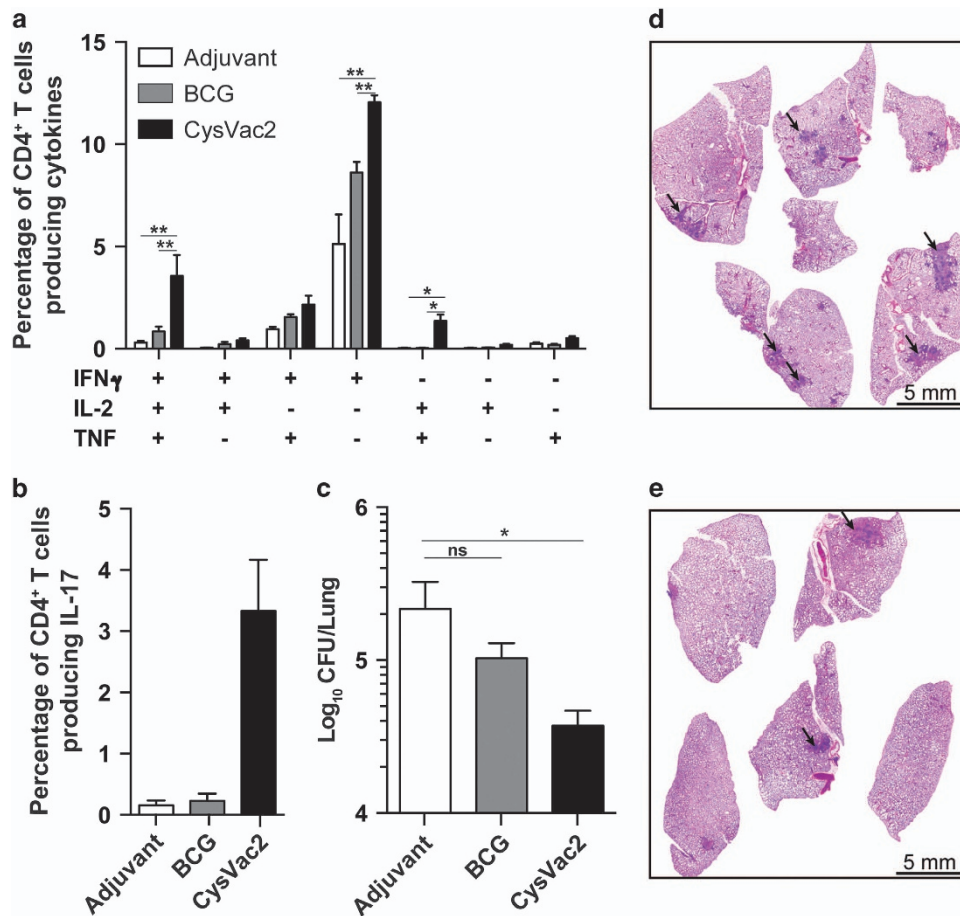 a
Percentage of CD4+ T cells
producing cytokines
15
10
5
0
Adjuvant
BCG
CysVac2
**
**
**
**
*
*
IFNγ + + + + - - -
IL-2 + + - - + + -
TNF + - + - + - +
b
Percentage of CD4+ T cells
producing IL-17
5
4
3
2
1
0
Adjuvant
BCG
CysVac2
c
Log10 CFU/Lung
6
5
4
*
ns
Adjuvant
BCG
CysVac2
d
5 mm
e
5 mm